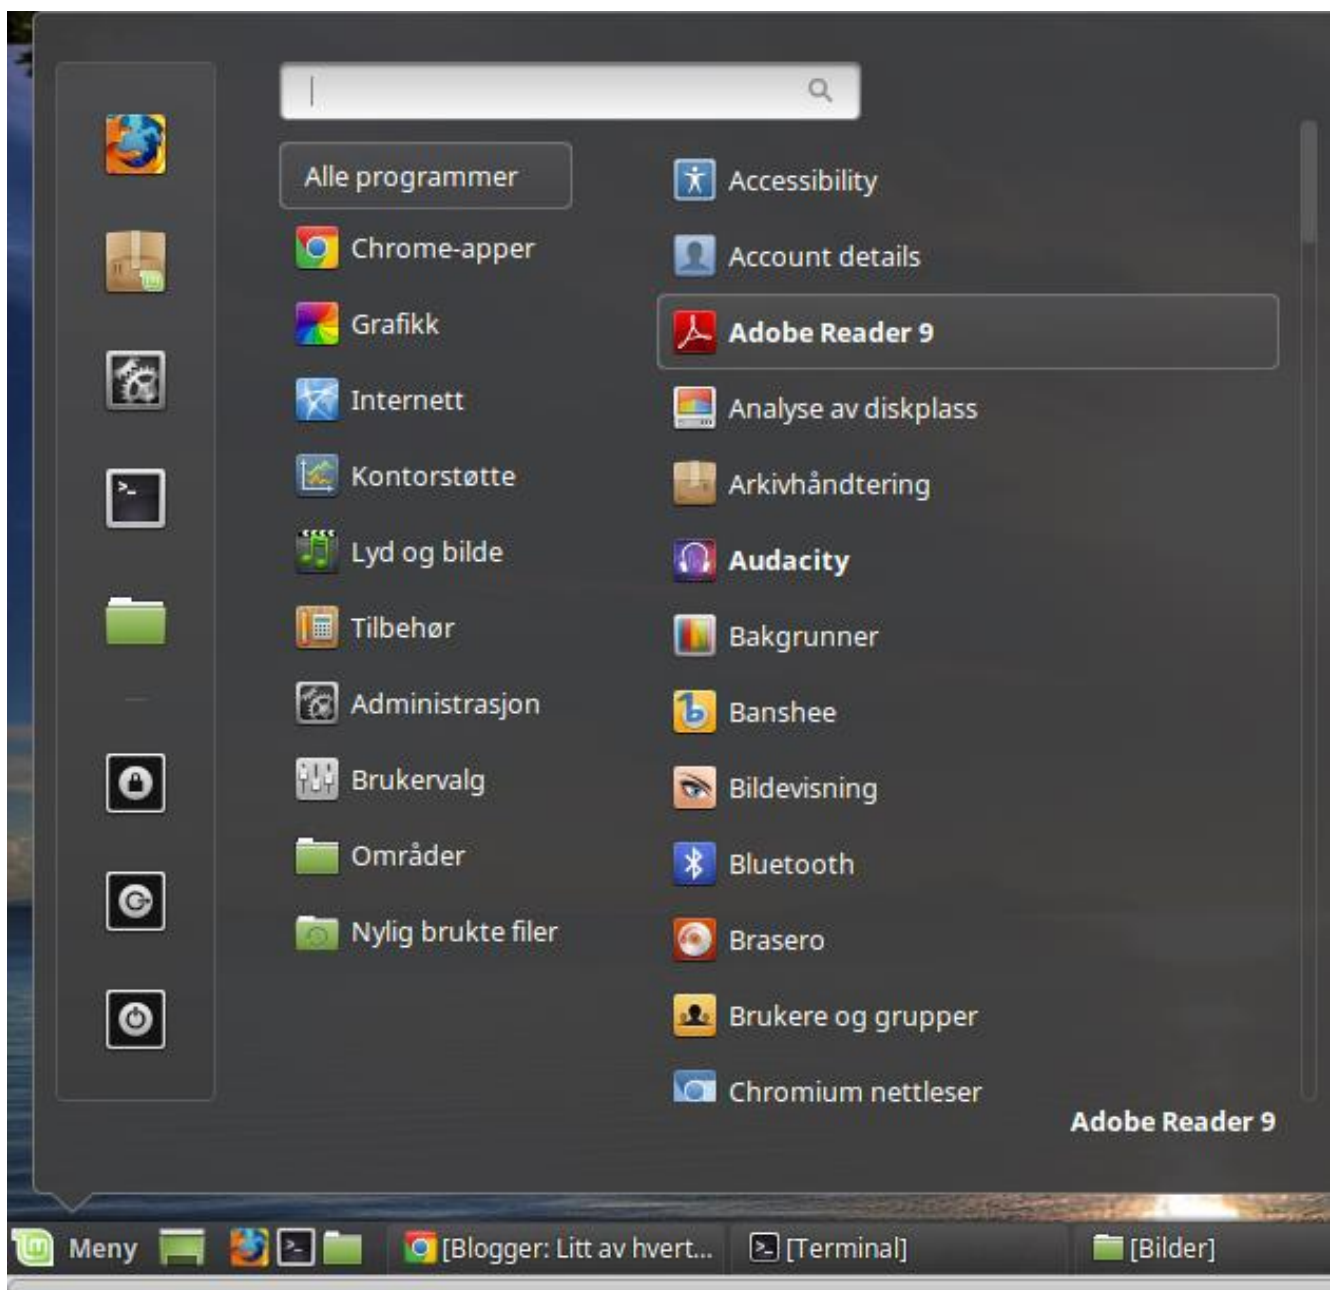 Alle programmer
Chrome-apper
Grafikk
Internett
Kontorstøtte
Lyd og bilde
Tilbehør
Administrasjon
Brukervalg
Områder
Nylig brukte filer
Accessibility
Account details
Adobe Reader 9
Analyse av diskplass
Arkivhåndtering
Audacity
Bakgrunner
Banshee
Bildevisning
Bluetooth
Brasero
Brukere og grupper
Chromium nettleser
Adobe Reader 9
Meny
[Blogger: Litt av hvert...
[Terminal]
[Bilder]